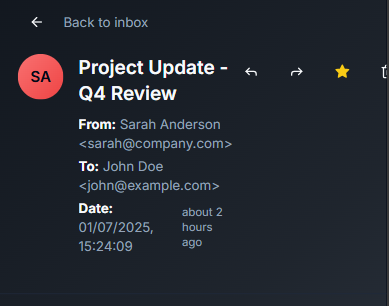 Back to inbox
SA
Project Update -
Q4 Review
From: Sarah Anderson
<sarah@company.com>
To: John Doe
<john@example.com>
Date:
01/07/2025,
15:24:09
about 2
hours
ago